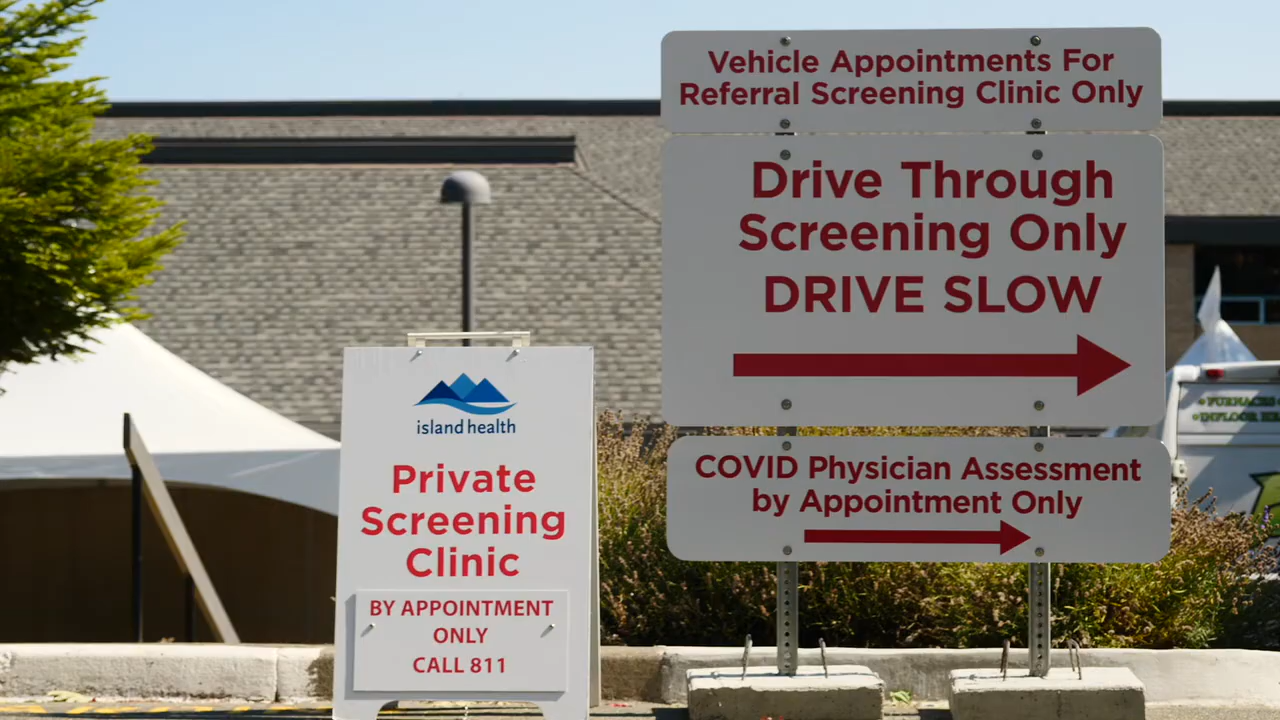 Vehicle Appointments For
Referral Screening Clinic Only
Drive Through
Screening Only
DRIVE SLOW
COVID Physician Assessment
by Appointment Only
island health
Private
Screening
Clinic
BY APPOINTMENT
ONLY
CALL 811
FURNACES